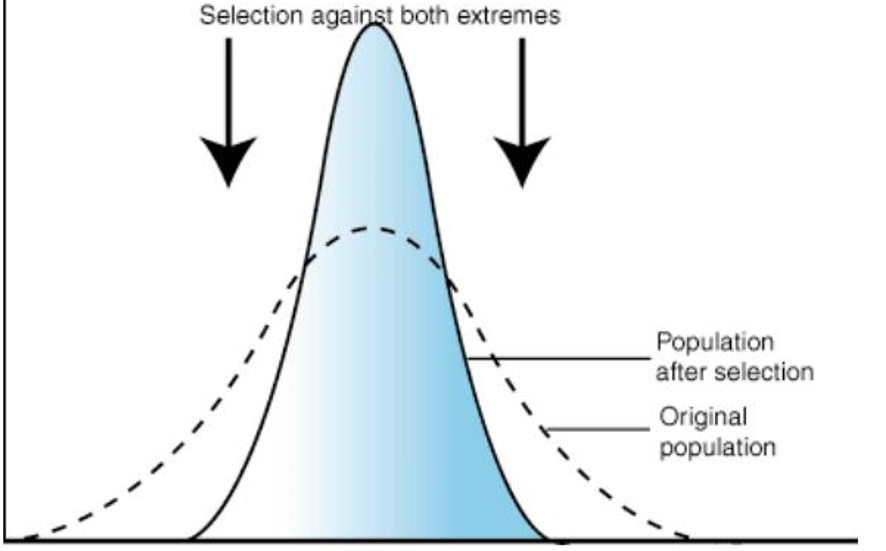 Selection against both extremes
Population
after selection
Original
population